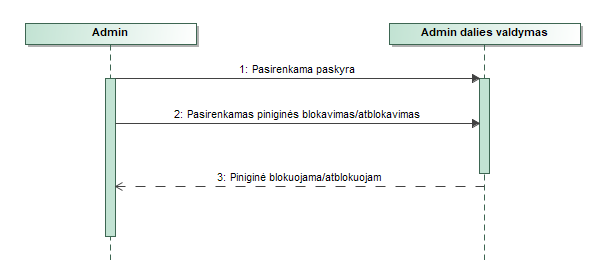 Admin
Admin dalies valdymas
1: Pasirenkama paskyra
2: Pasirenkamas piniginės blokavimas/atblokavimas
3: Piniginė blokuojama/atblokuojam